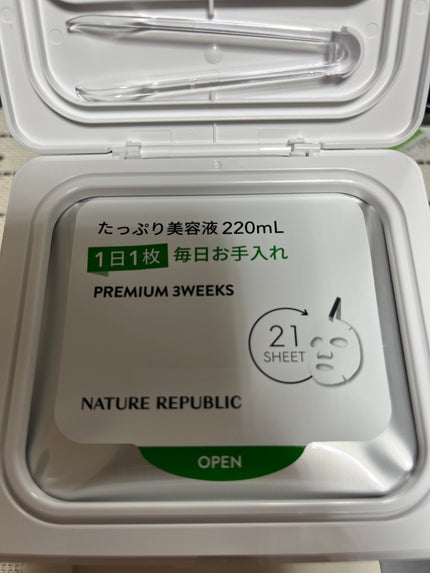 たっぷり美容液 220mL
1日1枚 毎日お手入れ
PREMIUM 3WEEKS
21
SHEET
NATURE REPUBLIC
OPEN